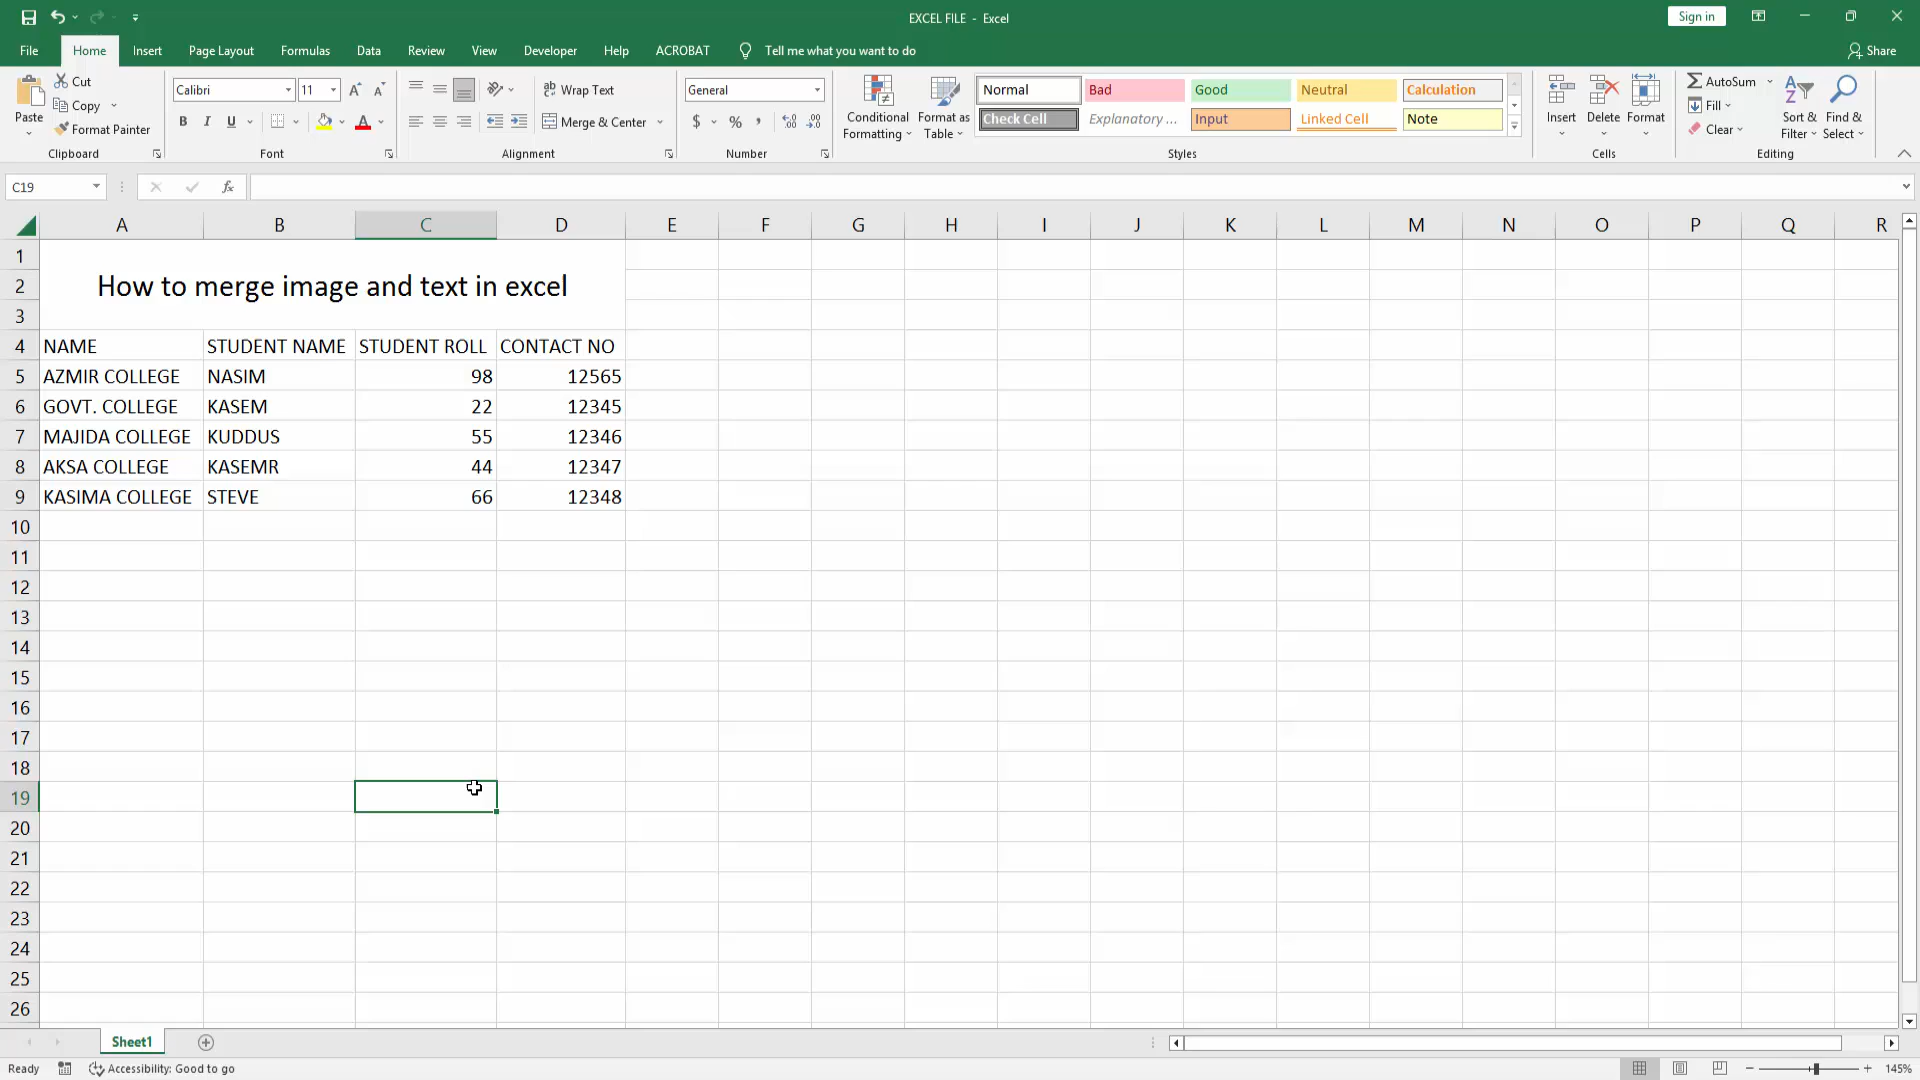 EXCEL FILE - Excel
Sign in
File Home Insert Page Layout Formulas Data Review View Developer Help ACROBAT Tell me what you want to do Share
Paste Cut Copy Format Painter
Calibri 11
B I U A
ab Wrap Text
Merge & Center
General
$ %
Conditional Formatting
Format as Table
Normal Bad Good Neutral Calculation
Check Cell Explanatory ... Input Linked Cell Note
Insert Delete Format
AutoSum Fill Clear
Sort & Filter
Find & Select
Clipboard Font Alignment Number Styles Cells Editing
C19 fx
A B C D E F G H I J K L M N O P Q R
1
2 How to merge image and text in excel
3
4 NAME STUDENT NAME STUDENT ROLL CONTACT NO
5 AZMIR COLLEGE NASIM 98 12565
6 GOVT. COLLEGE KASEM 22 12345
7 MAJIDA COLLEGE KUDDUS 55 12346
8 AKSA COLLEGE KASEMR 44 12347
9 KASIMA COLLEGE STEVE 66 12348
10
11
12
13
14
15
16
17
18
19
20
21
22
23
24
25
26
Sheet1
Ready Accessibility: Good to go 145%